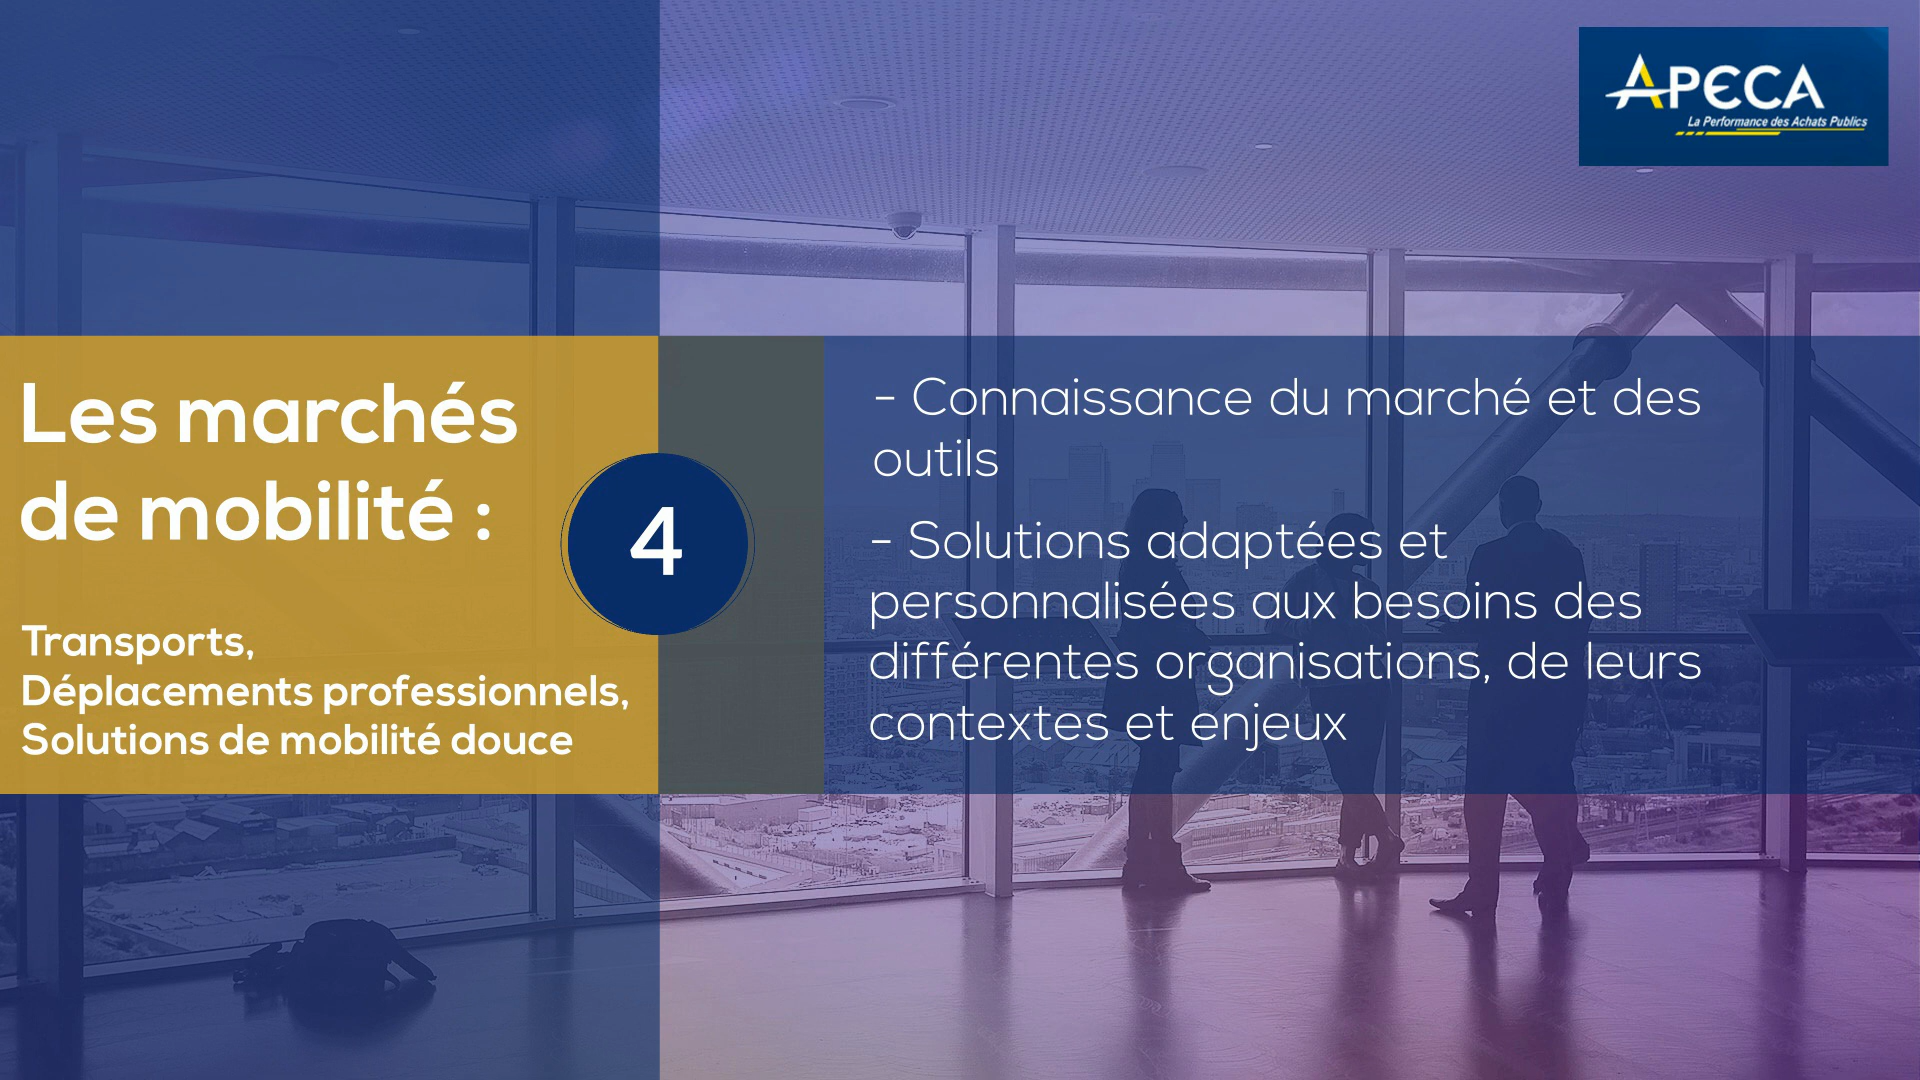 APECA
La Performance des Achats Publics
Les marchés
de mobilité :
Transports,
Déplacements professionnels,
Solutions de mobilité douce
4
- Connaissance du marché et des
outils
- Solutions adaptées et
personnalisées aux besoins des
différentes organisations, de leurs
contextes et enjeux